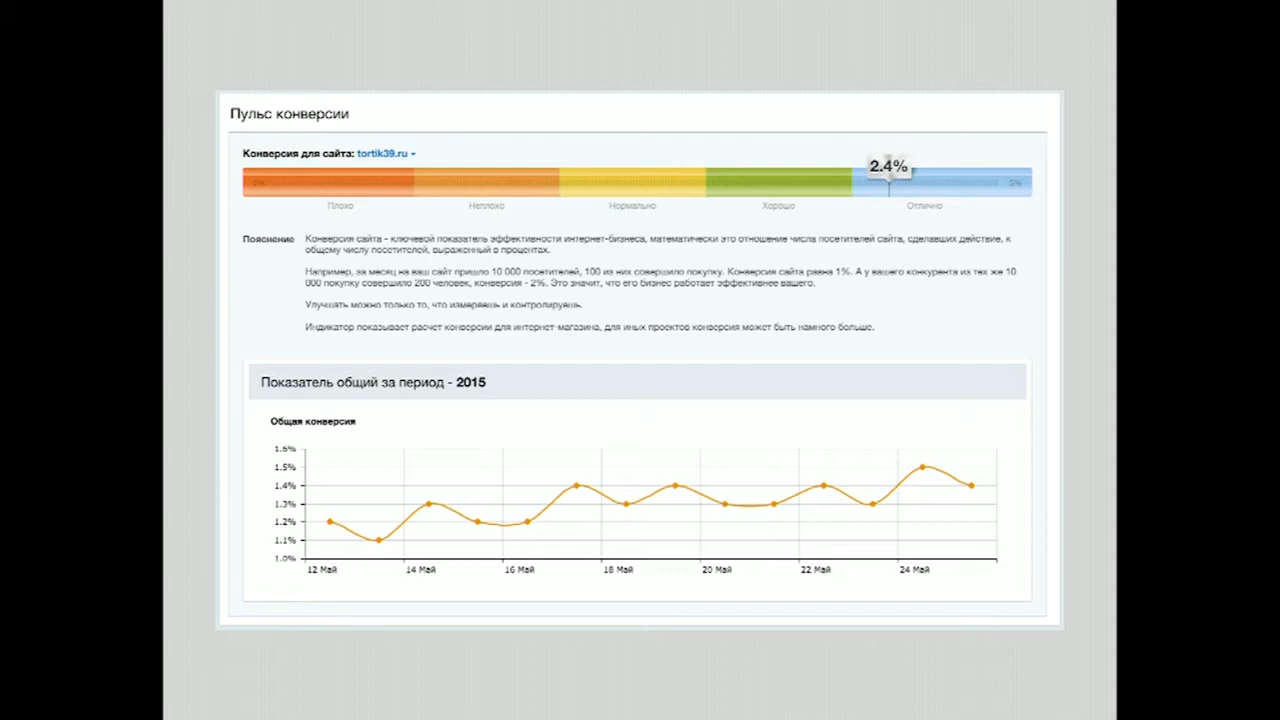 Пульс конверсии
Конверсия для сайта: tortik39.ru
2.4%
0%
5%
Плохо
Неплохо
Нормально
Хорошо
Отлично
Пояснение
Конверсия сайта - ключевой показатель эффективности интернет-бизнеса, математически это отношение числа посетителей сайта, сделавших действие, к
общему числу посетителей, выраженный в процентах.
Например, за месяц на ваш сайт пришло 10 000 посетителей, 100 из них совершило покупку. Конверсия сайта равна 1%. А у вашего конкурента из тех же 10
000 покупку совершило 200 человек, конверсия - 2%. Это значит, что его бизнес работает эффективнее вашего.
Улучшать можно только то, что измеряешь и контролируешь.
Индикатор показывает расчет конверсии для интернет-магазина, для иных проектов конверсия может быть намного больше.
Показатель общий за период - 2015
Общая конверсия
1.6%
1.5%
1.4%
1.3%
1.2%
1.1%
1.0%
12 Май
14 Май
16 Май
18 Май
20 Май
22 Май
24 Май